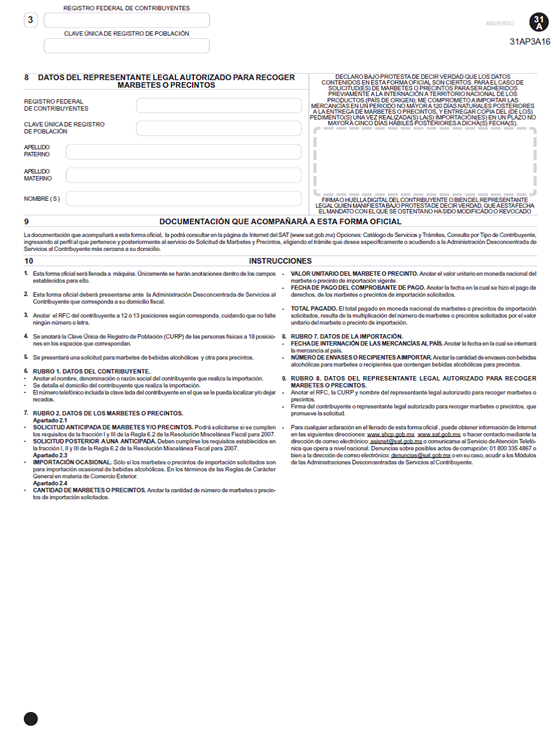 REGISTRO FEDERAL DE CONTRIBUYENTES
3
CLAVE ÚNICA DE REGISTRO DE POBLACIÓN
ANVERSO
31
A
31AP3A16
8 DATOS DEL REPRESENTANTE LEGAL AUTORIZADO PARA RECOGER
MARBETES O PRECINTOS
REGISTRO FEDERAL
DE CONTRIBUYENTES
CLAVE ÚNICA DE REGISTRO
DE POBLACIÓN
APELLIDO
PATERNO
APELLIDO
MATERNO
NOMBRE ( S )
DECLARO BAJO PROTESTA DE DECIR VERDAD QUE LOS DATOS
CONTENIDOS EN ESTA FORMA OFICIAL SON CIERTOS. PARA EL CASO DE
SOLICITUD(ES) DE MARBETES O PRECINTOS PARA SER ADHERIDOS
PREVIAMENTE A LA INTERNACIÓN A TERRITORIO NACIONAL DE LOS
PRODUCTOS (PAÍS DE ORIGEN); ME COMPROMETO A IMPORTAR LAS
MERCANCÍAS EN UN PERIODO NO MAYOR A 120 DÍAS NATURALES POSTERIORES
A LA ENTREGA DE MARBETES O PRECINTOS, Y ENTREGAR COPIA DEL (DE LOS)
PEDIMENTO(S) UNA VEZ REALIZADA(S) LA(S) IMPORTACIÓN(ES) EN UN PLAZO NO
MAYOR A CINCO DÍAS HÁBILES POSTERIORES A DICHA(S) FECHA(S).
FIRMA O HUELLA DIGITAL DEL CONTRIBUYENTE O BIEN DEL REPRESENTANTE
LEGAL QUIEN MANIFIESTA BAJO PROTESTA DE DECIR VERDAD, QUE A ESTA FECHA
EL MANDATO CON EL QUE SE OSTENTA NO HA SIDO MODIFICADO O REVOCADO
9 DOCUMENTACIÓN QUE ACOMPAÑARÁ A ESTA FORMA OFICIAL
La documentación que acompañará a esta forma oficial, la podrá consultar en la página de Internet del SAT (www.sat.gob.mx) Opciones: Catálogo de Servicios y Trámites, Consulta por Tipo de Contribuyente,
ingresando al perfil al que pertenece y posteriormente al servicio de Solicitud de Marbetes y Precintos, eligiendo el trámite que desee específicamente o acudiendo a la Administración Desconcentrada de
Servicios al Contribuyente más cercana a su domicilio.
10 INSTRUCCIONES
1. Esta forma oficial será llenada a máquina. Únicamente se harán anotaciones dentro de los campos
establecidos para ello.
2. Esta forma oficial deberá presentarse ante la Administración Desconcentrada de Servicios al
Contribuyente que corresponda a su domicilio fiscal.
3. Anotar el RFC del contribuyente a 12 ó 13 posiciones según corresponda, cuidando que no falte
ningún número o letra.
4. Se anotará la Clave Única de Registro de Población (CURP) de las personas físicas a 18 posicio-
nes en los espacios que correspondan.
5. Se presentará una solicitud para marbetes de bebidas alcohólicas y otra para precintos.
6. RUBRO 1. DATOS DEL CONTRIBUYENTE.
- Anotar el nombre, denominación o razón social del contribuyente que realiza la importación.
- Se detalla el domicilio del contribuyente que realiza la importación.
- El número telefónico incluida la clave lada del contribuyente en el que se le pueda localizar y/o dejar
recados.
7. RUBRO 2. DATOS DE LOS MARBETES O PRECINTOS.
Apartado 2.1
- SOLICITUD ANTICIPADA DE MARBETES Y/O PRECINTOS. Podrá solicitarse si se cumplen
los requisitos de la fracción I y III de la Regla 6.2 de la Resolución Miscelánea Fiscal para 2007.
- SOLICITUD POSTERIOR A UNA ANTICIPADA. Deben cumplirse los requisitos establecidos en
la fracción I, II y III de la Regla 6.2 de la Resolución Miscelánea Fiscal para 2007.
Apartado 2.3
- IMPORTACIÓN OCASIONAL. Sólo si los marbetes o precintos de importación solicitados son
para importación ocasional de bebidas alcohólicas. En los términos de las Reglas de Carácter
General en materia de Comercio Exterior.
Apartado 2.4
- CANTIDAD DE MARBETES O PRECINTOS. Anotar la cantidad de número de marbetes o precin-
tos de importación solicitados.
- VALOR UNITARIO DEL MARBETE O PRECINTO. Anotar el valor unitario en moneda nacional del
marbete o precinto de importación vigente.
- FECHA DE PAGO DEL COMPROBANTE DE PAGO. Anotar la fecha en la cual se hizo el pago de
derechos, de los marbetes o precintos de importación solicitados.
- TOTAL PAGADO. El total pagado en moneda nacional de marbetes o precintos de importación
solicitados, resulta de la multiplicación del número de marbetes o precintos solicitados por el valor
unitario del marbete o precinto de importación.
8. RUBRO 7. DATOS DE LA IMPORTACIÓN.
- FECHA DE INTERNACIÓN DE LAS MERCANCÍAS AL PAÍS. Anotar la fecha en la cual se internará
la mercancía al país.
- NÚMERO DE ENVASES O RECIPIENTES A IMPORTAR. Anotar la cantidad de envases con bebidas
alcohólicas para marbetes o recipientes que contengan bebidas alcohólicas para precintos.
9. RUBRO 8. DATOS DEL REPRESENTANTE LEGAL AUTORIZADO PARA RECOGER
MARBETES O PRECINTOS.
- Anotar el RFC, la CURP y nombre del representante legal autorizado para recoger marbetes o
precintos.
- Firma del contribuyente o representante legal autorizado para recoger marbetes o precintos, que
promueve la solicitud.
- Para cualquier aclaración en el llenado de esta forma oficial , puede obtener información de Internet
en las siguientes direcciones: www.shcp.gob.mx www.sat.gob.mx o hacer contacto mediante la
dirección de correo electrónico: asisnet@sat.gob.mx o comunicarse al Servicio de Atención Telefó-
nica que opera a nivel nacional. Denuncias sobre posibles actos de corrupción: 01 800 335 4867 o
bien a la dirección de correo electrónico: denuncias@sat.gob.mx o en su caso, acudir a los Módulos
de las Administraciones Desconcentradas de Servicios al Contribuyente.